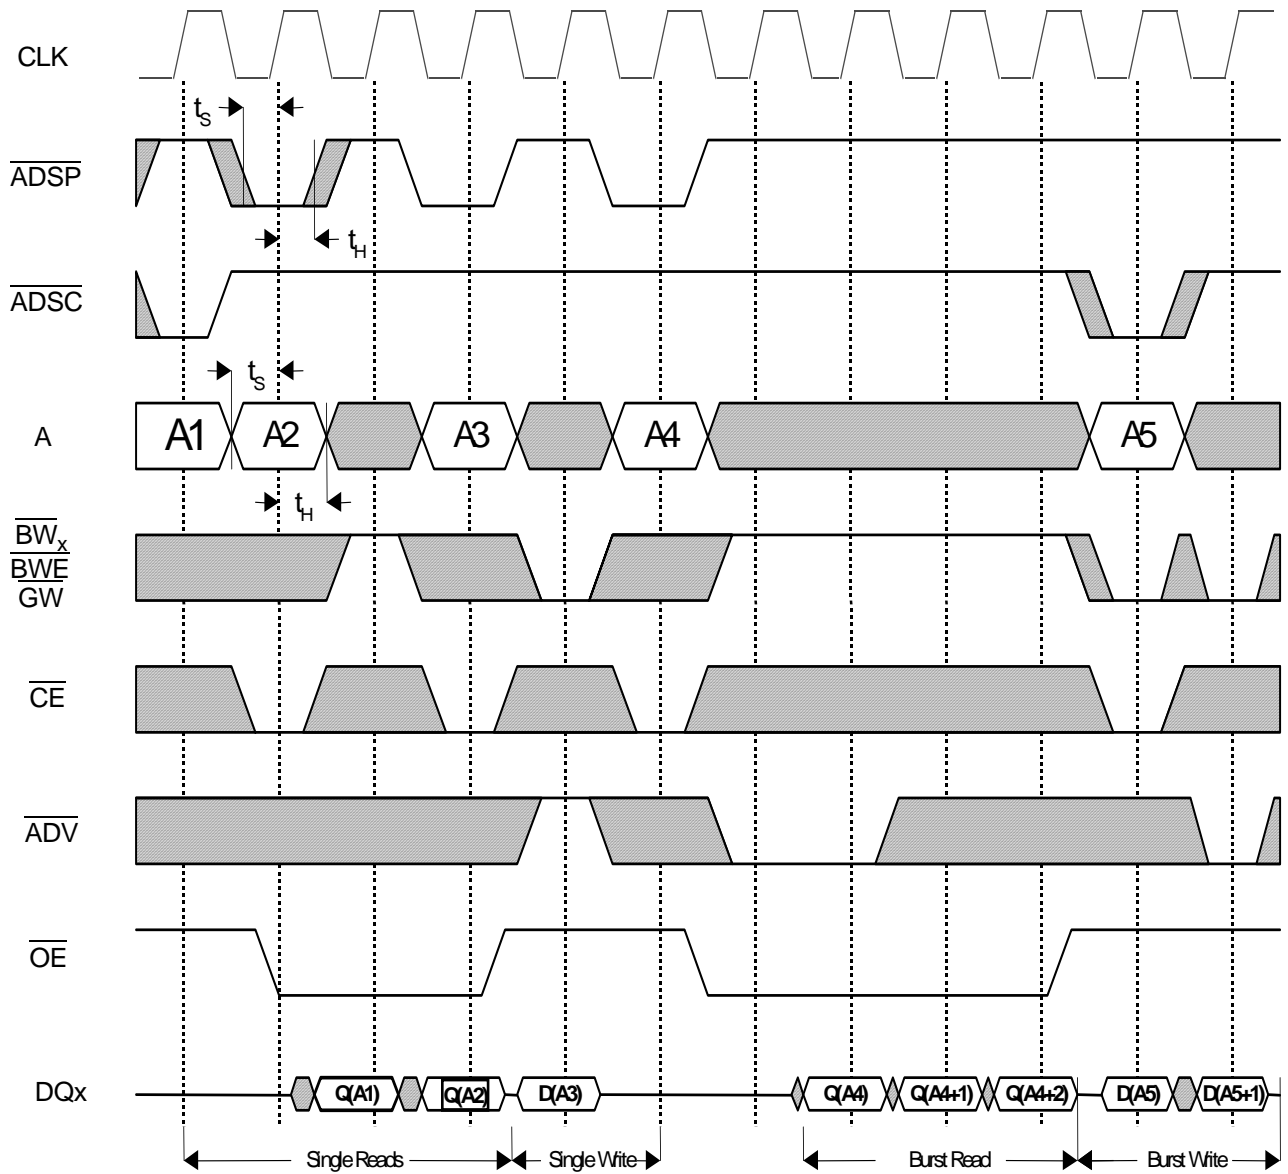 CLK
tS
ADSP
tH
ADSC
tS
A A1 A2 A3 A4 A5
tH
BWx
BWE
GW
CE
ADV
OE
DQx Q(A1) Q(A2) D(A3) Q(A4) Q(A4+1) Q(A4+2) D(A5) D(A5+1)
Single Reads Single Write Burst Read Burst Write